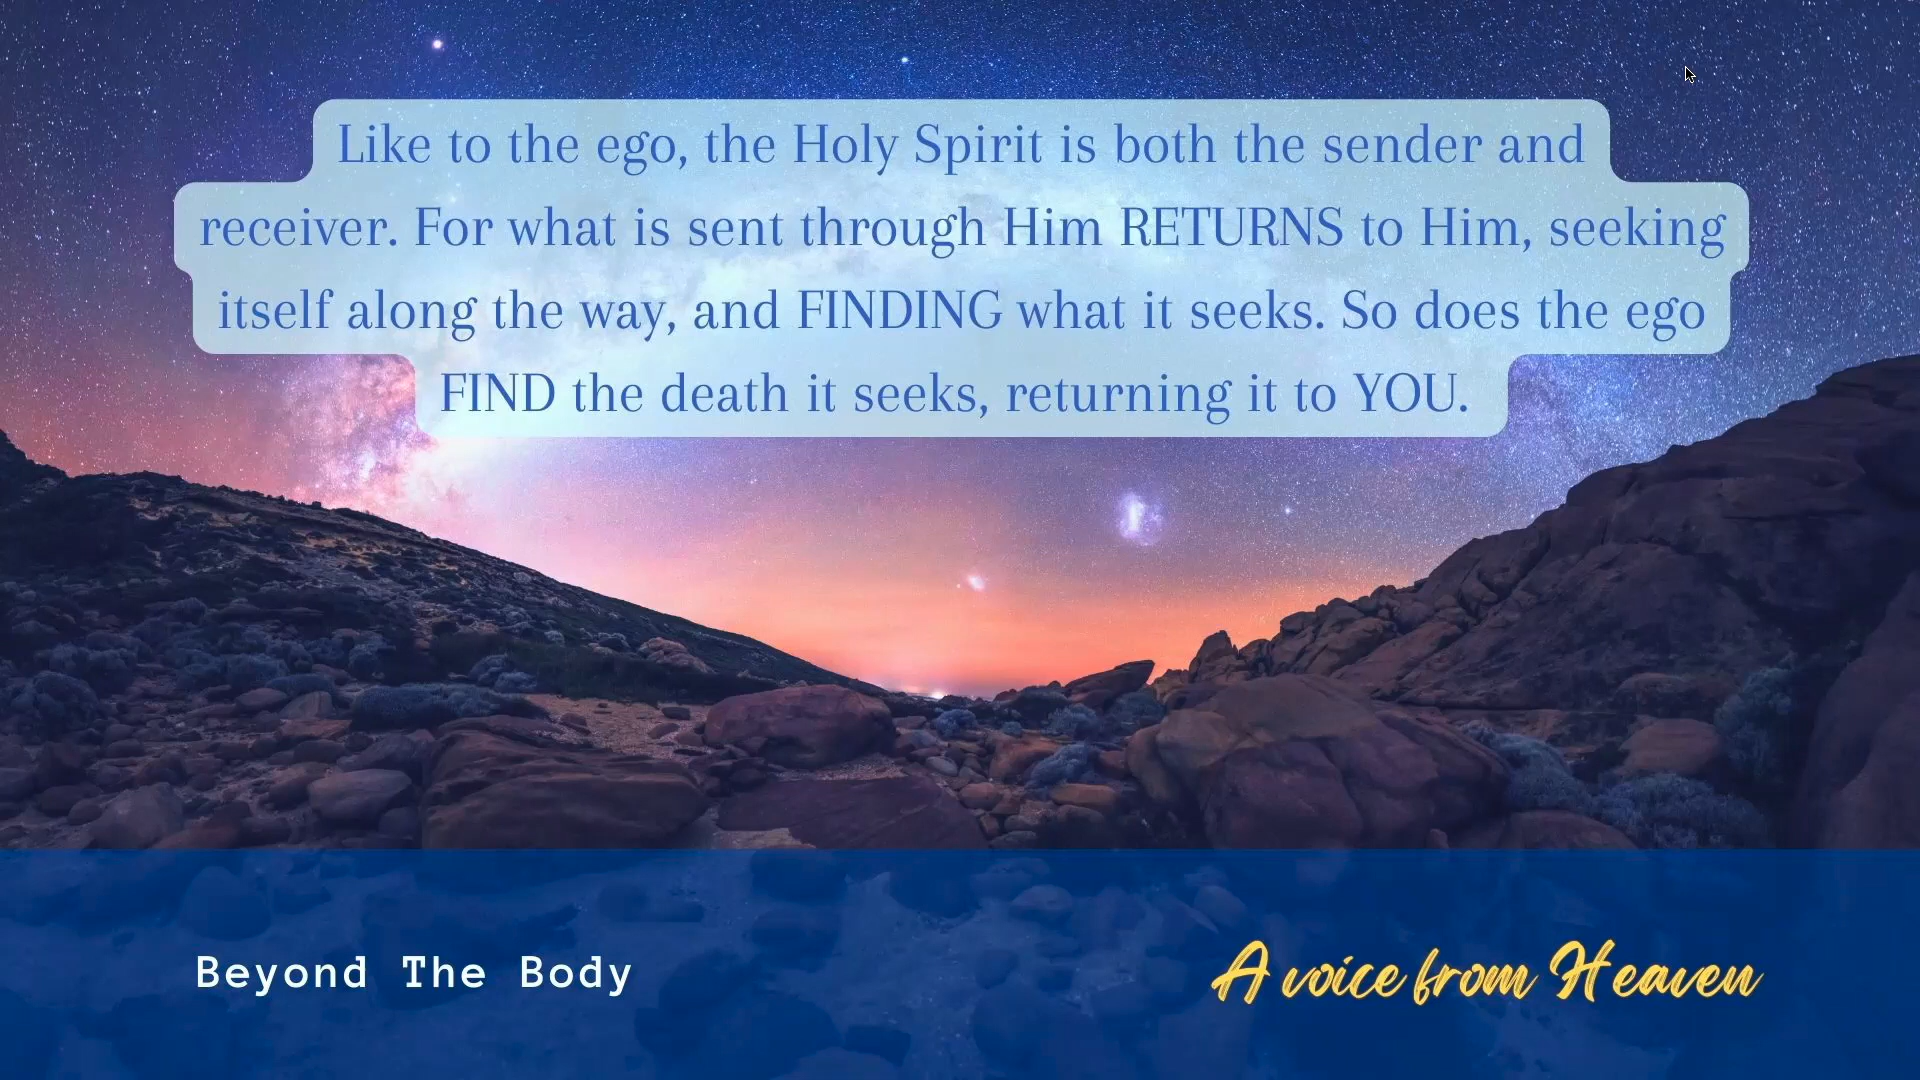 Like to the ego, the Holy Spirit is both the sender and
receiver. For what is sent through Him RETURNS to Him, seeking
itself along the way, and FINDING what it seeks. So does the ego
FIND the death it seeks, returning it to YOU.
Beyond The Body
A voice from Heaven